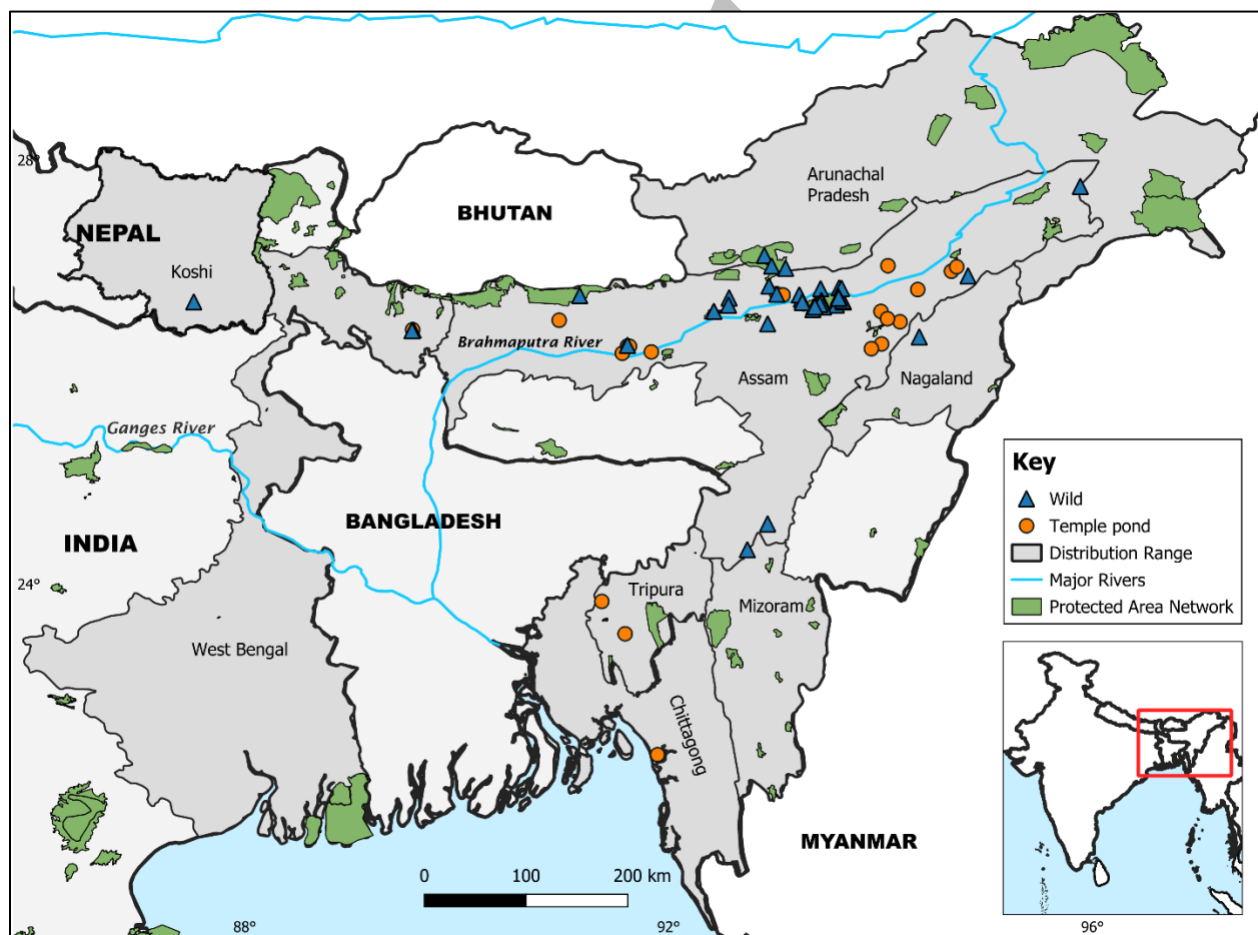 28°
Arunachal
Pradesh
BHUTAN
NEPAL
Koshi
Brahmaputra River
Assam
Nagaland
Ganges River
Key
Wild
Temple pond
Distribution Range
Major Rivers
Protected Area Network
BANGLADESH
INDIA
24°
Tripura
Mizoram
West Bengal
Chittagong
MYANMAR
0
100
200 km
88°
92°
96°